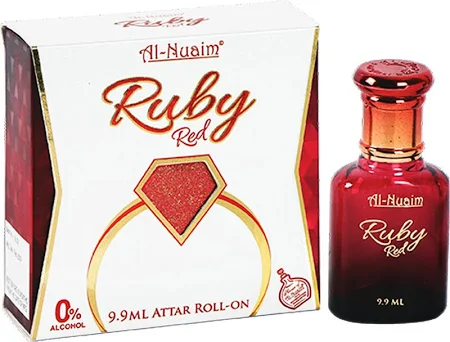 Al-Nuaim®
Ruby
Red
0%
ALCOHOL
9.9ML ATTAR ROLL-ON
Al-Nuaim
Ruby
Red
9.9 ML